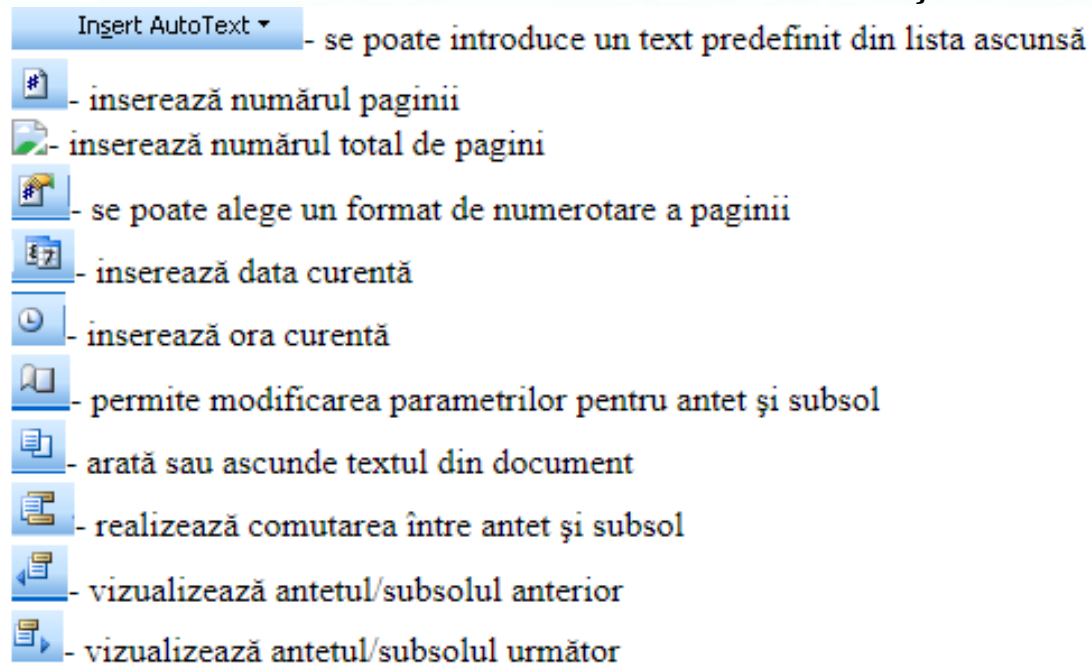 Insert AutoText - se poate introduce un text predefinit din lista ascunsă
- inserează numărul paginii
- inserează numărul total de pagini
- se poate alege un format de numerotare a paginii
- inserează data curentă
- inserează ora curentă
- permite modificarea parametrilor pentru antet şi subsol
- arată sau ascunde textul din document
- realizează comutarea între antet şi subsol
- vizualizează antetul/subsolul anterior
- vizualizează antetul/subsolul următor